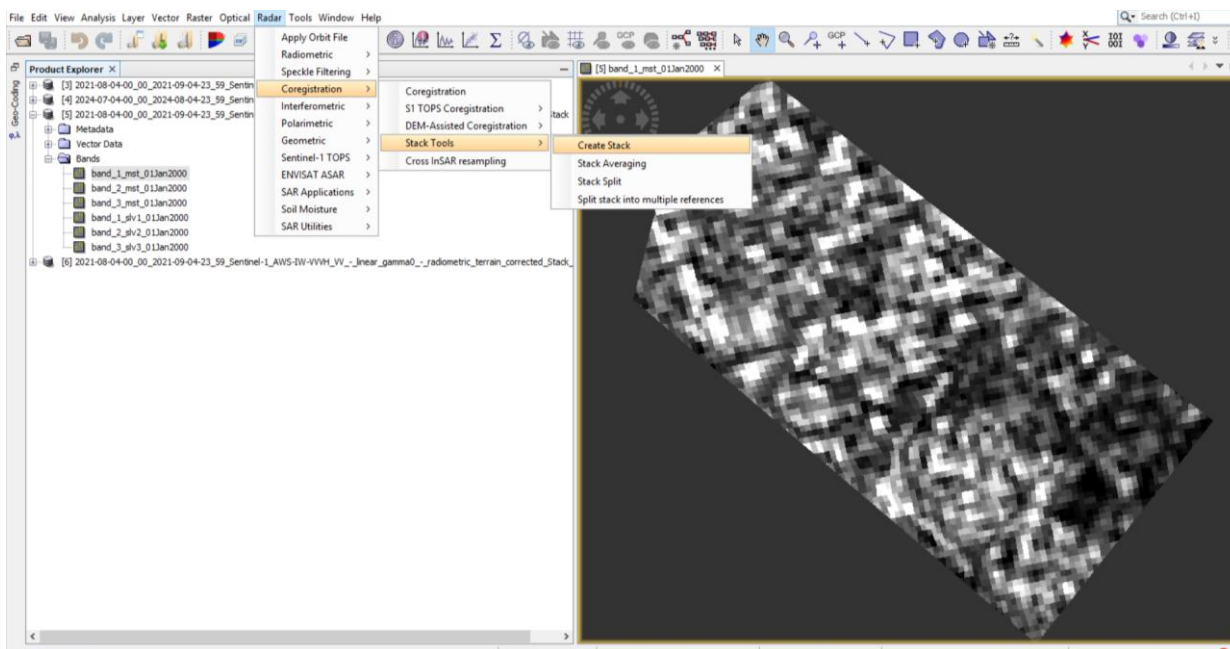 File Edit View Analysis Layer Vector Raster Optical Radar Tools Window Help
Search (Ctrl+I)
GCP
GCP
Product Explorer
[5] band_1_mst_01Jan2000
Geo-Coding
[3] 2021-08-04-00_00_2021-09-04-23_59_Sentin
[4] 2024-07-04-00_00_2024-08-04-23_59_Sentin
[5] 2021-08-04-00_00_2021-09-04-23_59_Sentin
Stack
Metadata
Vector Data
Bands
band_1_mst_01Jan2000
band_2_mst_01Jan2000
band_3_mst_01Jan2000
band_1_slv1_01Jan2000
band_2_slv2_01Jan2000
band_3_slv3_01Jan2000
[6] 2021-08-04-00_00_2021-09-04-23_59_Sentinel-1_AWS-IW-VVVH_VV_-_linear_gamma0_-_radiometric_terrain_corrected_Stack_
Apply Orbit File
Radiometric
Speckle Filtering
Coregistration
Interferometric
Polarimetric
Geometric
Sentinel-1 TOPS
ENVISAT ASAR
SAR Applications
Soil Moisture
SAR Utilities
Coregistration
S1 TOPS Coregistration
DEM-Assisted Coregistration
Stack Tools
Cross InSAR resampling
Create Stack
Stack Averaging
Stack Split
Split stack into multiple references